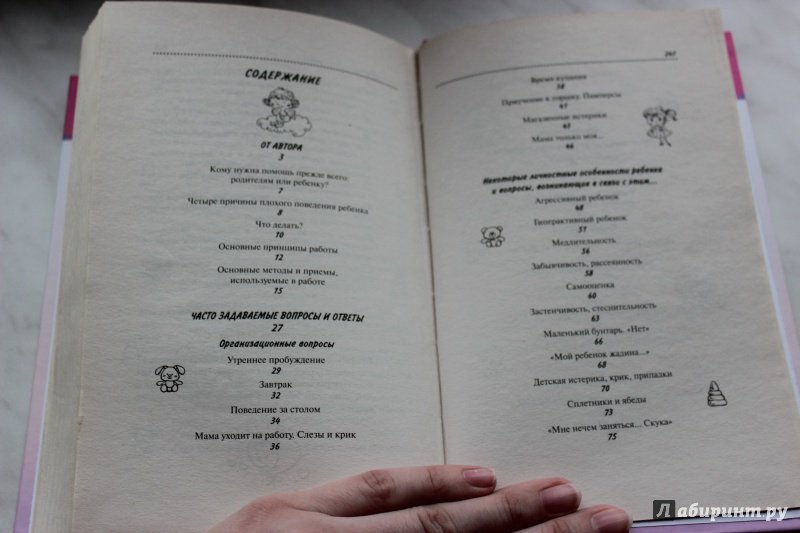 СОДЕРЖАНИЕ
ОТ АВТОРА
3
Кому нужна помощь прежде всего:
родителям или ребенку?
7
Четыре причины плохого поведения ребенка
8
Что делать?
10
Основные принципы работы
12
Основные методы и приемы,
используемые в работе
15
ЧАСТО ЗАДАВАЕМЫЕ ВОПРОСЫ И ОТВЕТЫ
27
Организационные вопросы
Утреннее пробуждение
29
Завтрак
32
Поведение за столом
34
Мама уходит на работу. Слезы и крик
36
Время купания
38
Приучение к горшку. Памперсы
41
Магазинные истерики
43
Мама только моя...
46
Некоторые личностные особенности ребенка
и вопросы, возникающие в связи с этим...
Агрессивный ребенок
48
Гиперактивный ребенок
51
Медлительность
56
Забывчивость, рассеянность
58
Самооценка
60
Застенчивость, стеснительность
63
Маленький бунтарь. «Нет»
66
«Мой ребенок жадина...»
68
Детская истерика, крик, припадки
70
Сплетники и ябеды
73
«Мне нечем заняться... Скука»
75
Лабиринт.ру